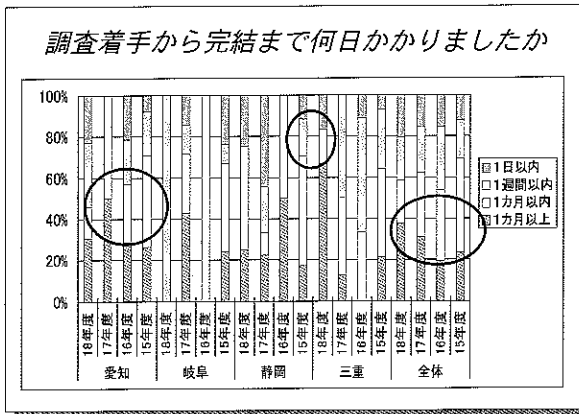 調査着手から完結まで何日かかりましたか
100%
80%
60%
40%
20%
0%
1日以内
1週間以内
1カ月以内
1カ月以上
18年度 17年度 16年度 15年度 18年度 17年度 16年度 15年度 18年度 17年度 16年度 15年度 18年度 17年度 16年度 15年度 18年度 17年度 16年度 15年度
愛知 岐阜 静岡 三重 全体